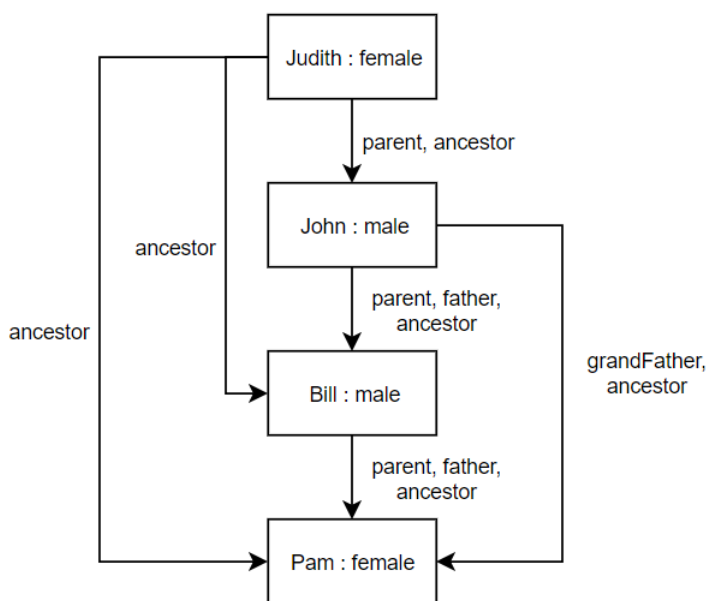 Judith : female
parent, ancestor
John : male
ancestor
parent, father,
ancestor
ancestor
grandFather,
ancestor
Bill : male
parent, father,
ancestor
Pam : female